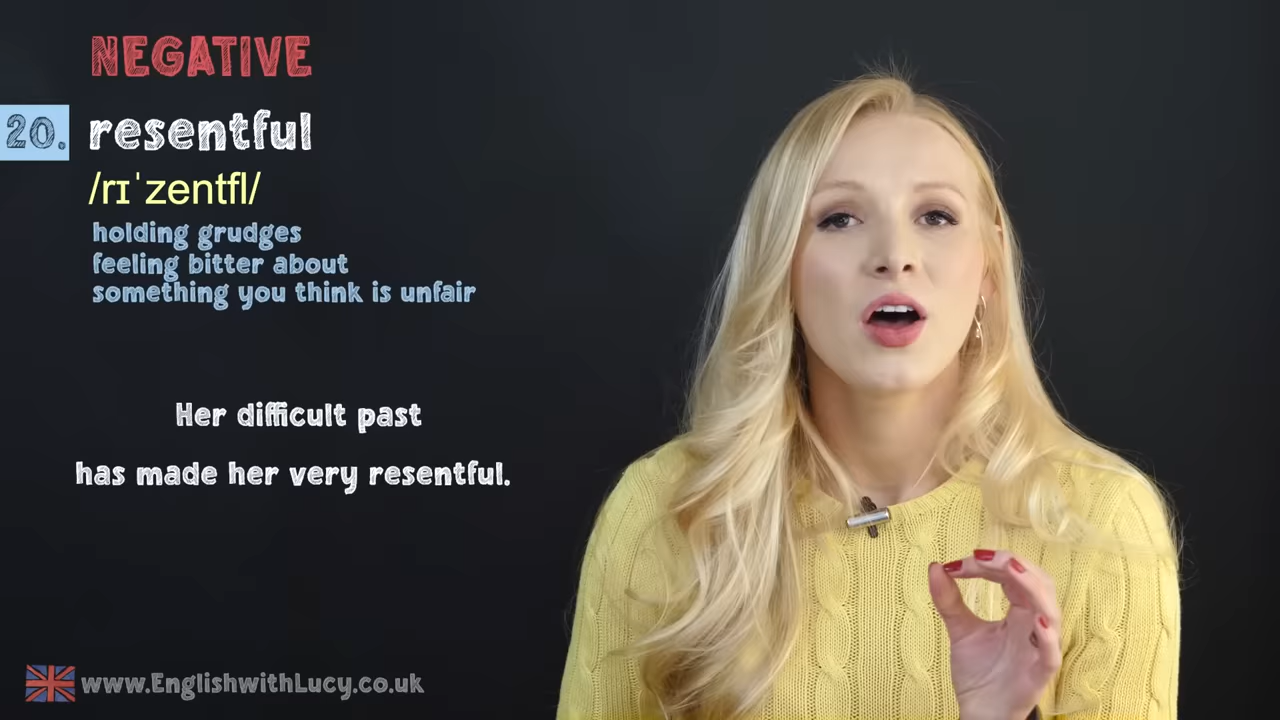 NEGATIVE
20. resentful
/rɪˈzentfl/
holding grudges
feeling bitter about
something you think is unfair
Her difficult past
has made her very resentful.
www.EnglishwithLucy.co.uk